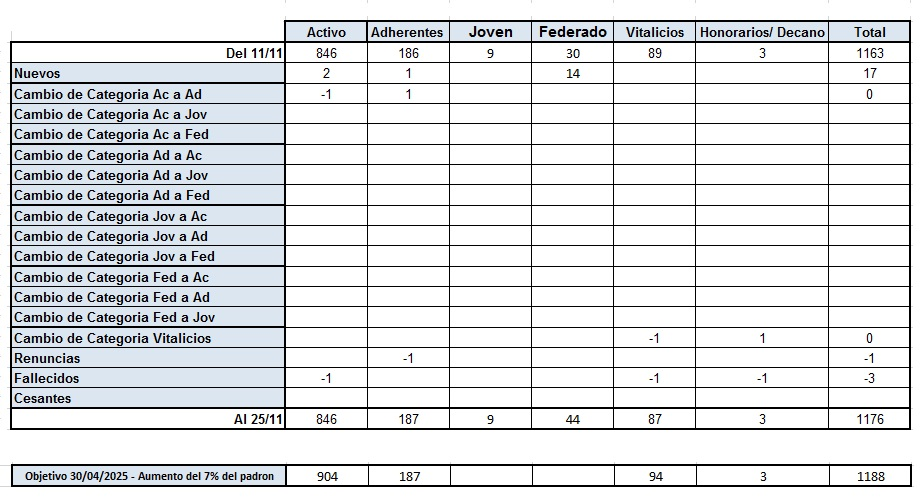 Activo Adherentes Joven Federado Vitalicios Honorarios/ Decano Total
Del 11/11 846 186 9 30 89 3 1163
Nuevos 2 1 14 17
Cambio de Categoria Ac a Ad -1 1 0
Cambio de Categoria Ac a Jov
Cambio de Categoria Ac a Fed
Cambio de Categoria Ad a Ac
Cambio de Categoria Ad a Jov
Cambio de Categoria Ad a Fed
Cambio de Categoria Jov a Ac
Cambio de Categoria Jov a Ad
Cambio de Categoria Jov a Fed
Cambio de Categoria Fed a Ac
Cambio de Categoria Fed a Ad
Cambio de Categoria Fed a Jov
Cambio de Categoria Vitalicios -1 1 0
Renuncias -1 -1
Fallecidos -1 -1 -1 -3
Cesantes
Al 25/11 846 187 9 44 87 3 1176
Objetivo 30/04/2025 - Aumento del 7% del padron 904 187 94 3 1188